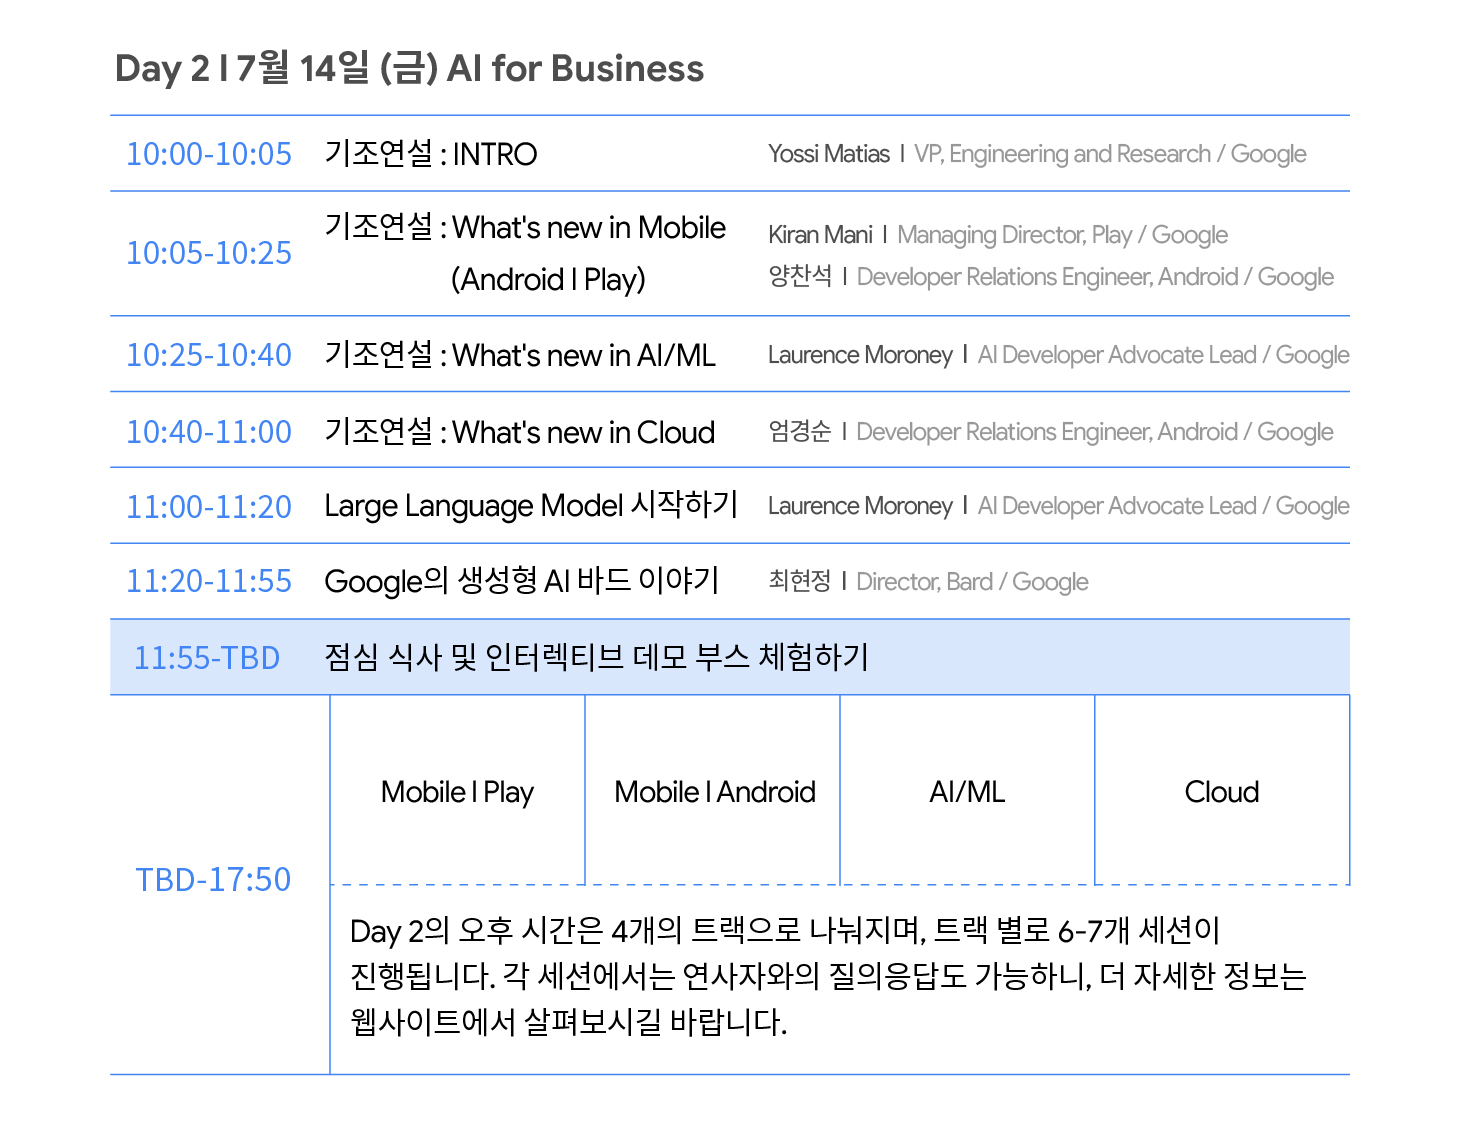 Day 2 l 7월 14일 (금) AI for Business
10:00-10:05 기조연설 : INTRO Yossi Matias l VP, Engineering and Research / Google
10:05-10:25 기조연설 : What's new in Mobile
(Android l Play)
Kiran Mani l Managing Director, Play / Google
양찬석 l Developer Relations Engineer, Android / Google
10:25-10:40 기조연설 : What's new in AI/ML Laurence Moroney l AI Developer Advocate Lead / Google
10:40-11:00 기조연설 : What's new in Cloud 엄경순 l Developer Relations Engineer, Android / Google
11:00-11:20 Large Language Model 시작하기 Laurence Moroney l AI Developer Advocate Lead / Google
11:20-11:55 Google의 생성형 AI 바드 이야기 최현정 l Director, Bard / Google
11:55-TBD 점심 식사 및 인터렉티브 데모 부스 체험하기
TBD-17:50
Mobile l Play Mobile l Android AI/ML Cloud
Day 2의 오후 시간은 4개의 트랙으로 나눠지며, 트랙 별로 6-7개 세션이
진행됩니다. 각 세션에서는 연사자와의 질의응답도 가능하니, 더 자세한 정보는
웹사이트에서 살펴보시길 바랍니다.